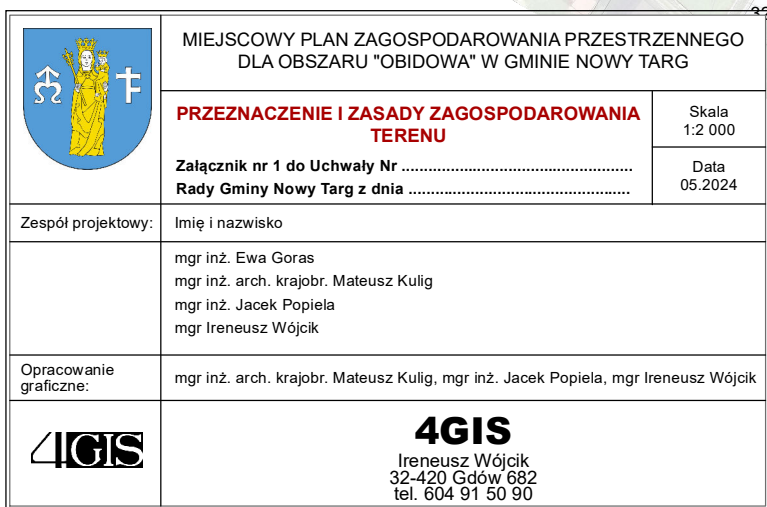 MIEJSCOWY PLAN ZAGOSPODAROWANIA PRZESTRZENNEGO
DLA OBSZARU "OBIDOWA" W GMINIE NOWY TARG
PRZEZNACZENIE I ZASADY ZAGOSPODAROWANIA
TERENU
Skala
1:2 000
Załącznik nr 1 do Uchwały Nr ....................................................
Rady Gminy Nowy Targ z dnia ..................................................
Data
05.2024
Zespół projektowy:
Imię i nazwisko
mgr inż. Ewa Goras
mgr inż. arch. krajobr. Mateusz Kulig
mgr inż. Jacek Popiela
mgr Ireneusz Wójcik
Opracowanie
graficzne:
mgr inż. arch. krajobr. Mateusz Kulig, mgr inż. Jacek Popiela, mgr Ireneusz Wójcik
4GIS
4GIS
Ireneusz Wójcik
32-420 Gdów 682
tel. 604 91 50 90